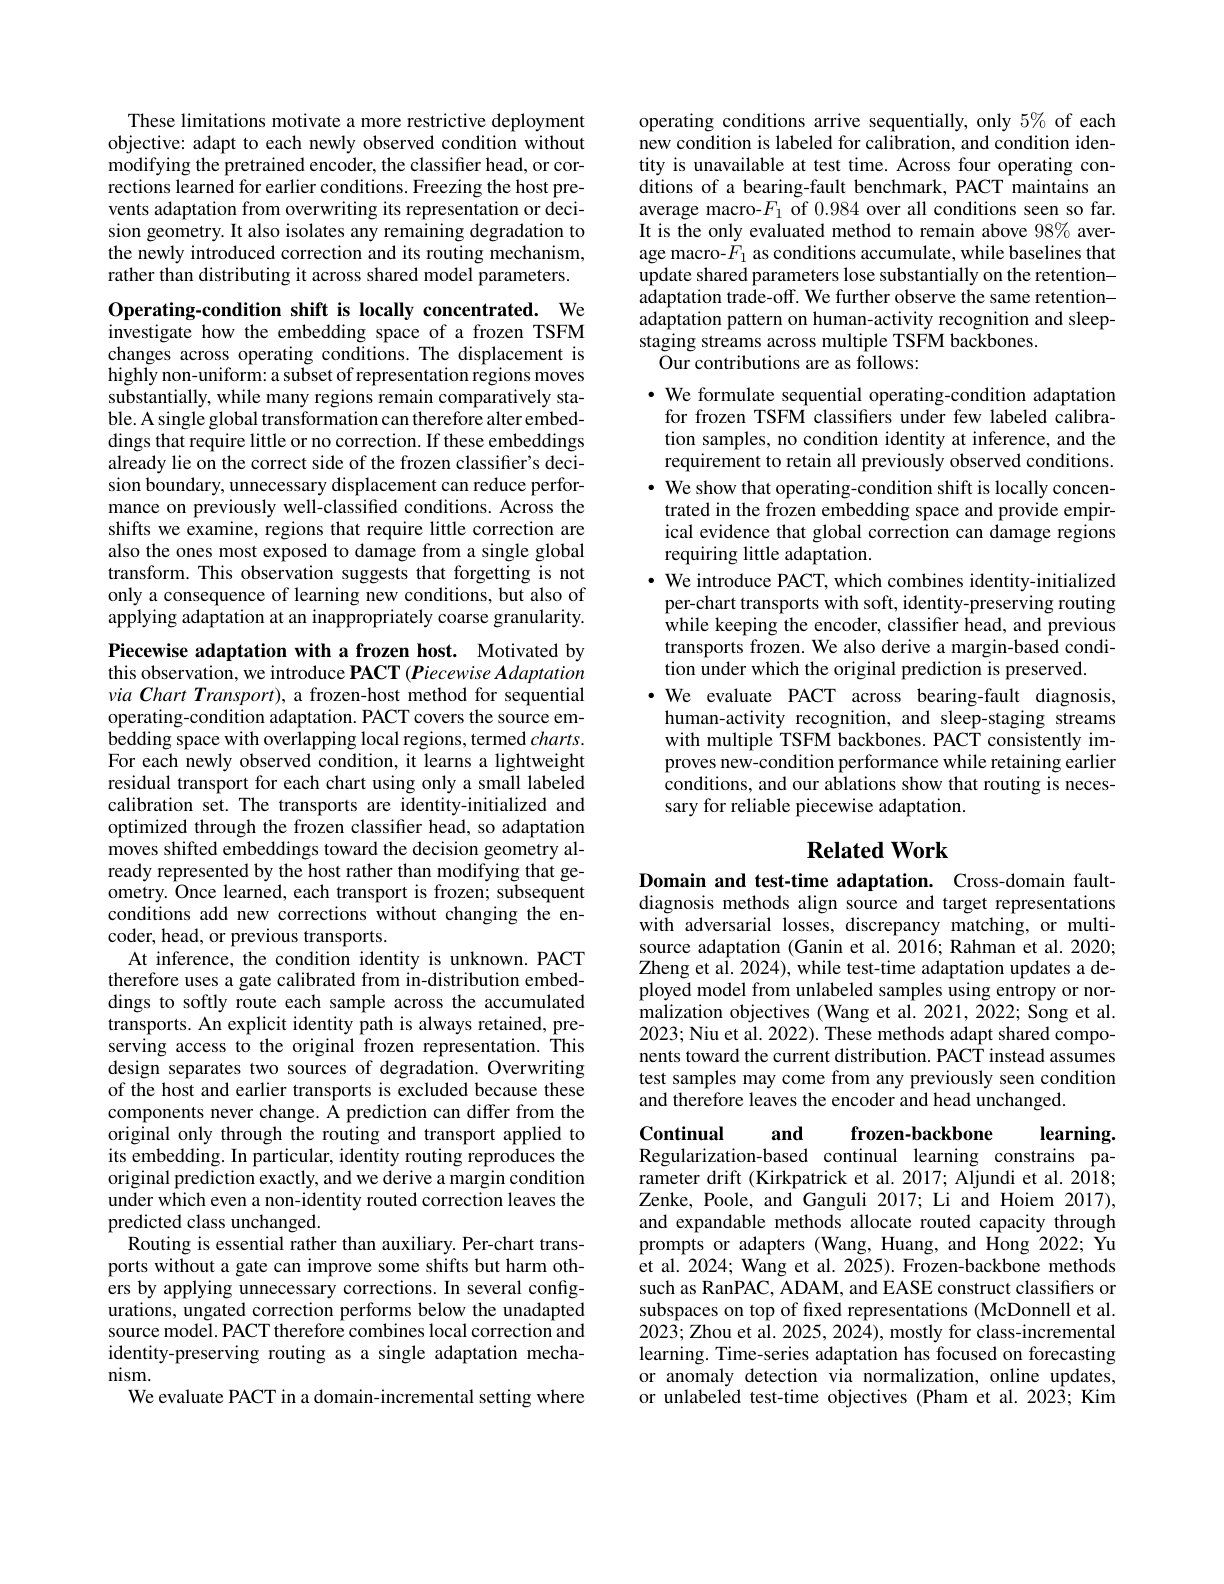 These limitations motivate a more restrictive deployment
objective: adapt to each newly observed condition without
modifying the pretrained encoder, the classifier head, or cor-
rections learned for earlier conditions. Freezing the host pre-
vents adaptation from overwriting its representation or deci-
sion geometry. It also isolates any remaining degradation to
the newly introduced correction and its routing mechanism,
rather than distributing it across shared model parameters.
Operating-condition shift is locally concentrated. We
investigate how the embedding space of a frozen TSFM
changes across operating conditions. The displacement is
highly non-uniform: a subset of representation regions moves
substantially, while many regions remain comparatively sta-
ble. A single global transformation can therefore alter embed-
dings that require little or no correction. If these embeddings
already lie on the correct side of the frozen classifier's deci-
sion boundary, unnecessary displacement can reduce perfor-
mance on previously well-classified conditions. Across the
shifts we examine, regions that require little correction are
also the ones most exposed to damage from a single global
transform. This observation suggests that forgetting is not
only a consequence of learning new conditions, but also of
applying adaptation at an inappropriately coarse granularity.
Piecewise adaptation with a frozen host. Motivated by
this observation, we introduce PACT (Piecewise Adaptation
via Chart Transport), a frozen-host method for sequential
operating-condition adaptation. PACT covers the source em-
bedding space with overlapping local regions, termed charts.
For each newly observed condition, it learns a lightweight
residual transport for each chart using only a small labeled
calibration set. The transports are identity-initialized and
optimized through the frozen classifier head, so adaptation
moves shifted embeddings toward the decision geometry al-
ready represented by the host rather than modifying that ge-
ometry. Once learned, each transport is frozen; subsequent
conditions add new corrections without changing the en-
coder, head, or previous transports.
At inference, the condition identity is unknown. PACT
therefore uses a gate calibrated from in-distribution embed-
dings to softly route each sample across the accumulated
transports. An explicit identity path is always retained, pre-
serving access to the original frozen representation. This
design separates two sources of degradation. Overwriting
of the host and earlier transports is excluded because these
components never change. A prediction can differ from the
original only through the routing and transport applied to
its embedding. In particular, identity routing reproduces the
original prediction exactly, and we derive a margin condition
under which even a non-identity routed correction leaves the
predicted class unchanged.
Routing is essential rather than auxiliary. Per-chart trans-
ports without a gate can improve some shifts but harm oth-
ers by applying unnecessary corrections. In several config-
urations, ungated correction performs below the unadapted
source model. PACT therefore combines local correction and
identity-preserving routing as a single adaptation mecha-
nism.
We evaluate PACT in a domain-incremental setting where
operating conditions arrive sequentially, only 5% of each
new condition is labeled for calibration, and condition iden-
tity is unavailable at test time. Across four operating con-
ditions of a bearing-fault benchmark, PACT maintains an
average macro-F₁ of 0.984 over all conditions seen so far.
It is the only evaluated method to remain above 98% aver-
age macro-F₁ as conditions accumulate, while baselines that
update shared parameters lose substantially on the retention–
adaptation trade-off. We further observe the same retention–
adaptation pattern on human-activity recognition and sleep-
staging streams across multiple TSFM backbones.
Our contributions are as follows:
• We formulate sequential operating-condition adaptation
for frozen TSFM classifiers under few labeled calibra-
tion samples, no condition identity at inference, and the
requirement to retain all previously observed conditions.
• We show that operating-condition shift is locally concen-
trated in the frozen embedding space and provide empir-
ical evidence that global correction can damage regions
requiring little adaptation.
• We introduce PACT, which combines identity-initialized
per-chart transports with soft, identity-preserving routing
while keeping the encoder, classifier head, and previous
transports frozen. We also derive a margin-based condi-
tion under which the original prediction is preserved.
• We evaluate PACT across bearing-fault diagnosis,
human-activity recognition, and sleep-staging streams
with multiple TSFM backbones. PACT consistently im-
proves new-condition performance while retaining earlier
conditions, and our ablations show that routing is neces-
sary for reliable piecewise adaptation.
Related Work
Domain and test-time adaptation. Cross-domain fault-
diagnosis methods align source and target representations
with adversarial losses, discrepancy matching, or multi-
source adaptation (Ganin et al. 2016; Rahman et al. 2020;
Zheng et al. 2024), while test-time adaptation updates a de-
ployed model from unlabeled samples using entropy or nor-
malization objectives (Wang et al. 2021, 2022; Song et al.
2023; Niu et al. 2022). These methods adapt shared compo-
nents toward the current distribution. PACT instead assumes
test samples may come from any previously seen condition
and therefore leaves the encoder and head unchanged.
Continual and frozen-backbone learning.
Regularization-based continual learning constrains pa-
rameter drift (Kirkpatrick et al. 2017; Aljundi et al. 2018;
Zenke, Poole, and Ganguli 2017; Li and Hoiem 2017),
and expandable methods allocate routed capacity through
prompts or adapters (Wang, Huang, and Hong 2022; Yu
et al. 2024; Wang et al. 2025). Frozen-backbone methods
such as RanPAC, ADAM, and EASE construct classifiers or
subspaces on top of fixed representations (McDonnell et al.
2023; Zhou et al. 2025, 2024), mostly for class-incremental
learning. Time-series adaptation has focused on forecasting
or anomaly detection via normalization, online updates,
or unlabeled test-time objectives (Pham et al. 2023; Kim